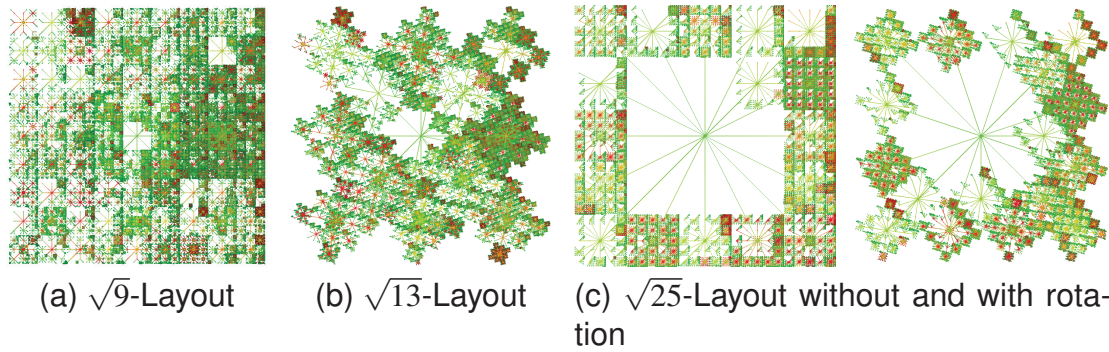 (a) √9-Layout
(b) √13-Layout
(c) √25-Layout without and with rota-
tion